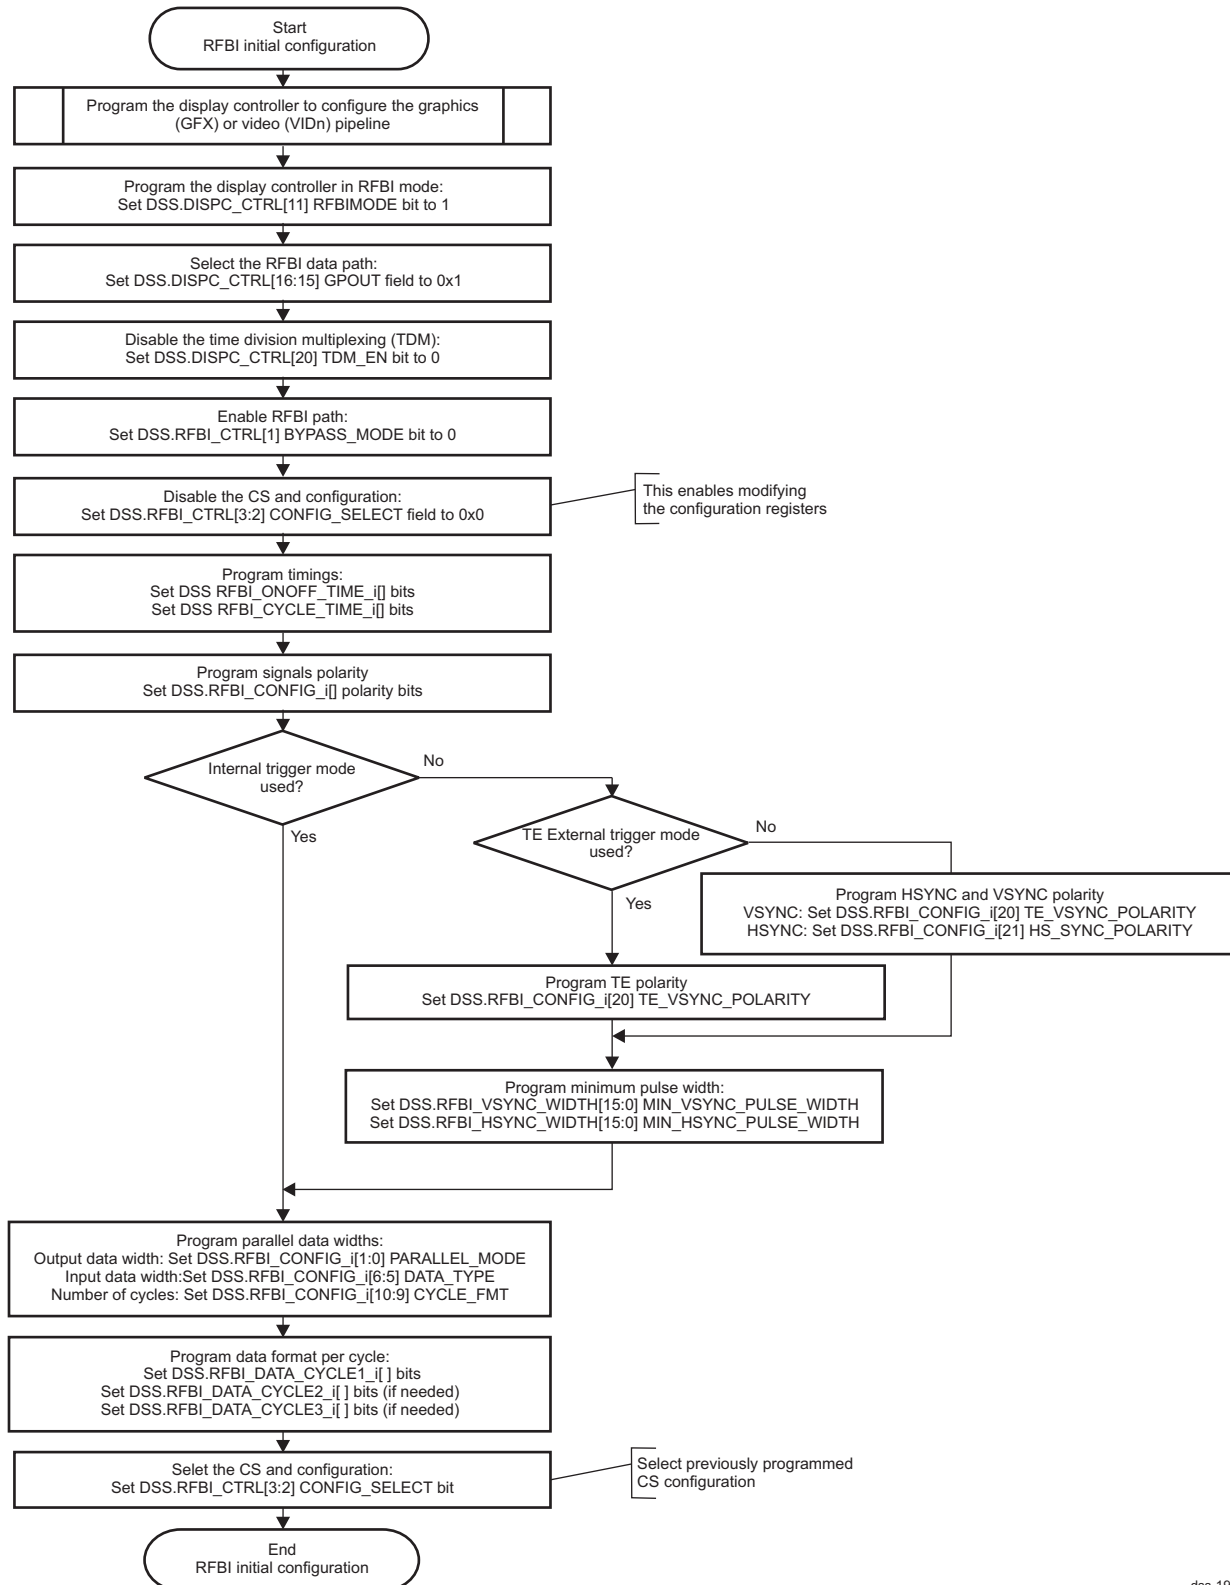 Start
RFBI initial configuration
Program the display controller to configure the graphics
(GFX) or video (VIDn) pipeline
Program the display controller in RFBI mode:
Set DSS.DISPC_CTRL[11] RFBIMODE bit to 1
Select the RFBI data path:
Set DSS.DISPC_CTRL[16:15] GPOUT field to 0x1
Disable the time division multiplexing (TDM):
Set DSS.DISPC_CTRL[20] TDM_EN bit to 0
Enable RFBI path:
Set DSS.RFBI_CTRL[1] BYPASS_MODE bit to 0
Disable the CS and configuration:
Set DSS.RFBI_CTRL[3:2] CONFIG_SELECT field to 0x0
This enables modifying
the configuration registers
Program timings:
Set DSS RFBI_ONOFF_TIME_i[] bits
Set DSS RFBI_CYCLE_TIME_i[] bits
Program signals polarity
Set DSS.RFBI_CONFIG_i[] polarity bits
Internal trigger mode
used?
No
Yes
TE External trigger mode
used?
No
Yes
Program HSYNC and VSYNC polarity
VSYNC: Set DSS.RFBI_CONFIG_i[20] TE_VSYNC_POLARITY
HSYNC: Set DSS.RFBI_CONFIG_i[21] HS_SYNC_POLARITY
Program TE polarity
Set DSS.RFBI_CONFIG_i[20] TE_VSYNC_POLARITY
Program minimum pulse width:
Set DSS.RFBI_VSYNC_WIDTH[15:0] MIN_VSYNC_PULSE_WIDTH
Set DSS.RFBI_HSYNC_WIDTH[15:0] MIN_HSYNC_PULSE_WIDTH
Program parallel data widths:
Output data width: Set DSS.RFBI_CONFIG_i[1:0] PARALLEL_MODE
Input data width:Set DSS.RFBI_CONFIG_i[6:5] DATA_TYPE
Number of cycles: Set DSS.RFBI_CONFIG_i[10:9] CYCLE_FMT
Program data format per cycle:
Set DSS.RFBI_DATA_CYCLE1_i[ ] bits
Set DSS.RFBI_DATA_CYCLE2_i[ ] bits (if needed)
Set DSS.RFBI_DATA_CYCLE3_i[ ] bits (if needed)
Selet the CS and configuration:
Set DSS.RFBI_CTRL[3:2] CONFIG_SELECT bit
Select previously programmed
CS configuration
End
RFBI initial configuration